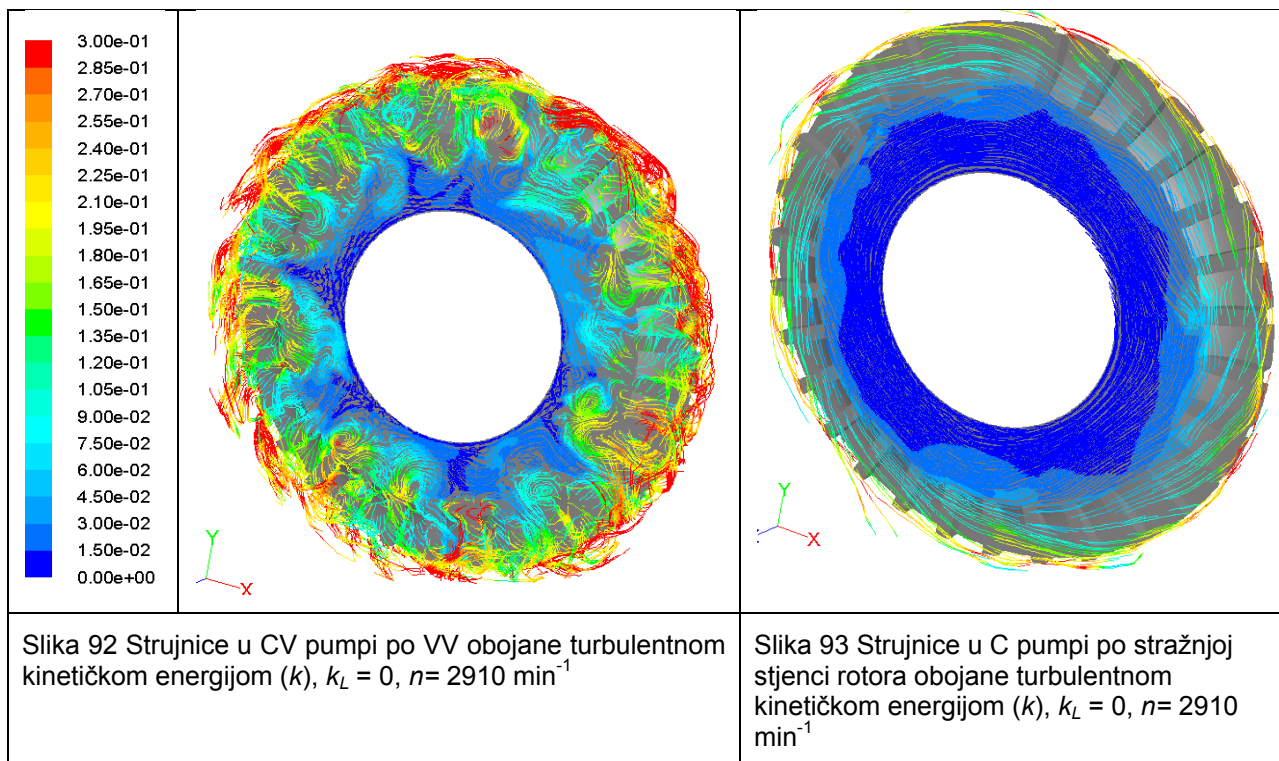 3.00e-01
2.85e-01
2.70e-01
2.55e-01
2.40e-01
2.25e-01
2.10e-01
1.95e-01
1.80e-01
1.65e-01
1.50e-01
1.35e-01
1.20e-01
1.05e-01
9.00e-02
7.50e-02
6.00e-02
4.50e-02
3.00e-02
1.50e-02
0.00e+00
Y
X
Y
X
Slika 92 Strujnice u CV pumpi po VV obojane turbulentnom
kinetičkom energijom (k), kL = 0, n= 2910 min-1
Slika 93 Strujnice u C pumpi po stražnjoj
stjenci rotora obojane turbulentnom
kinetičkom energijom (k), kL = 0, n= 2910
min-1